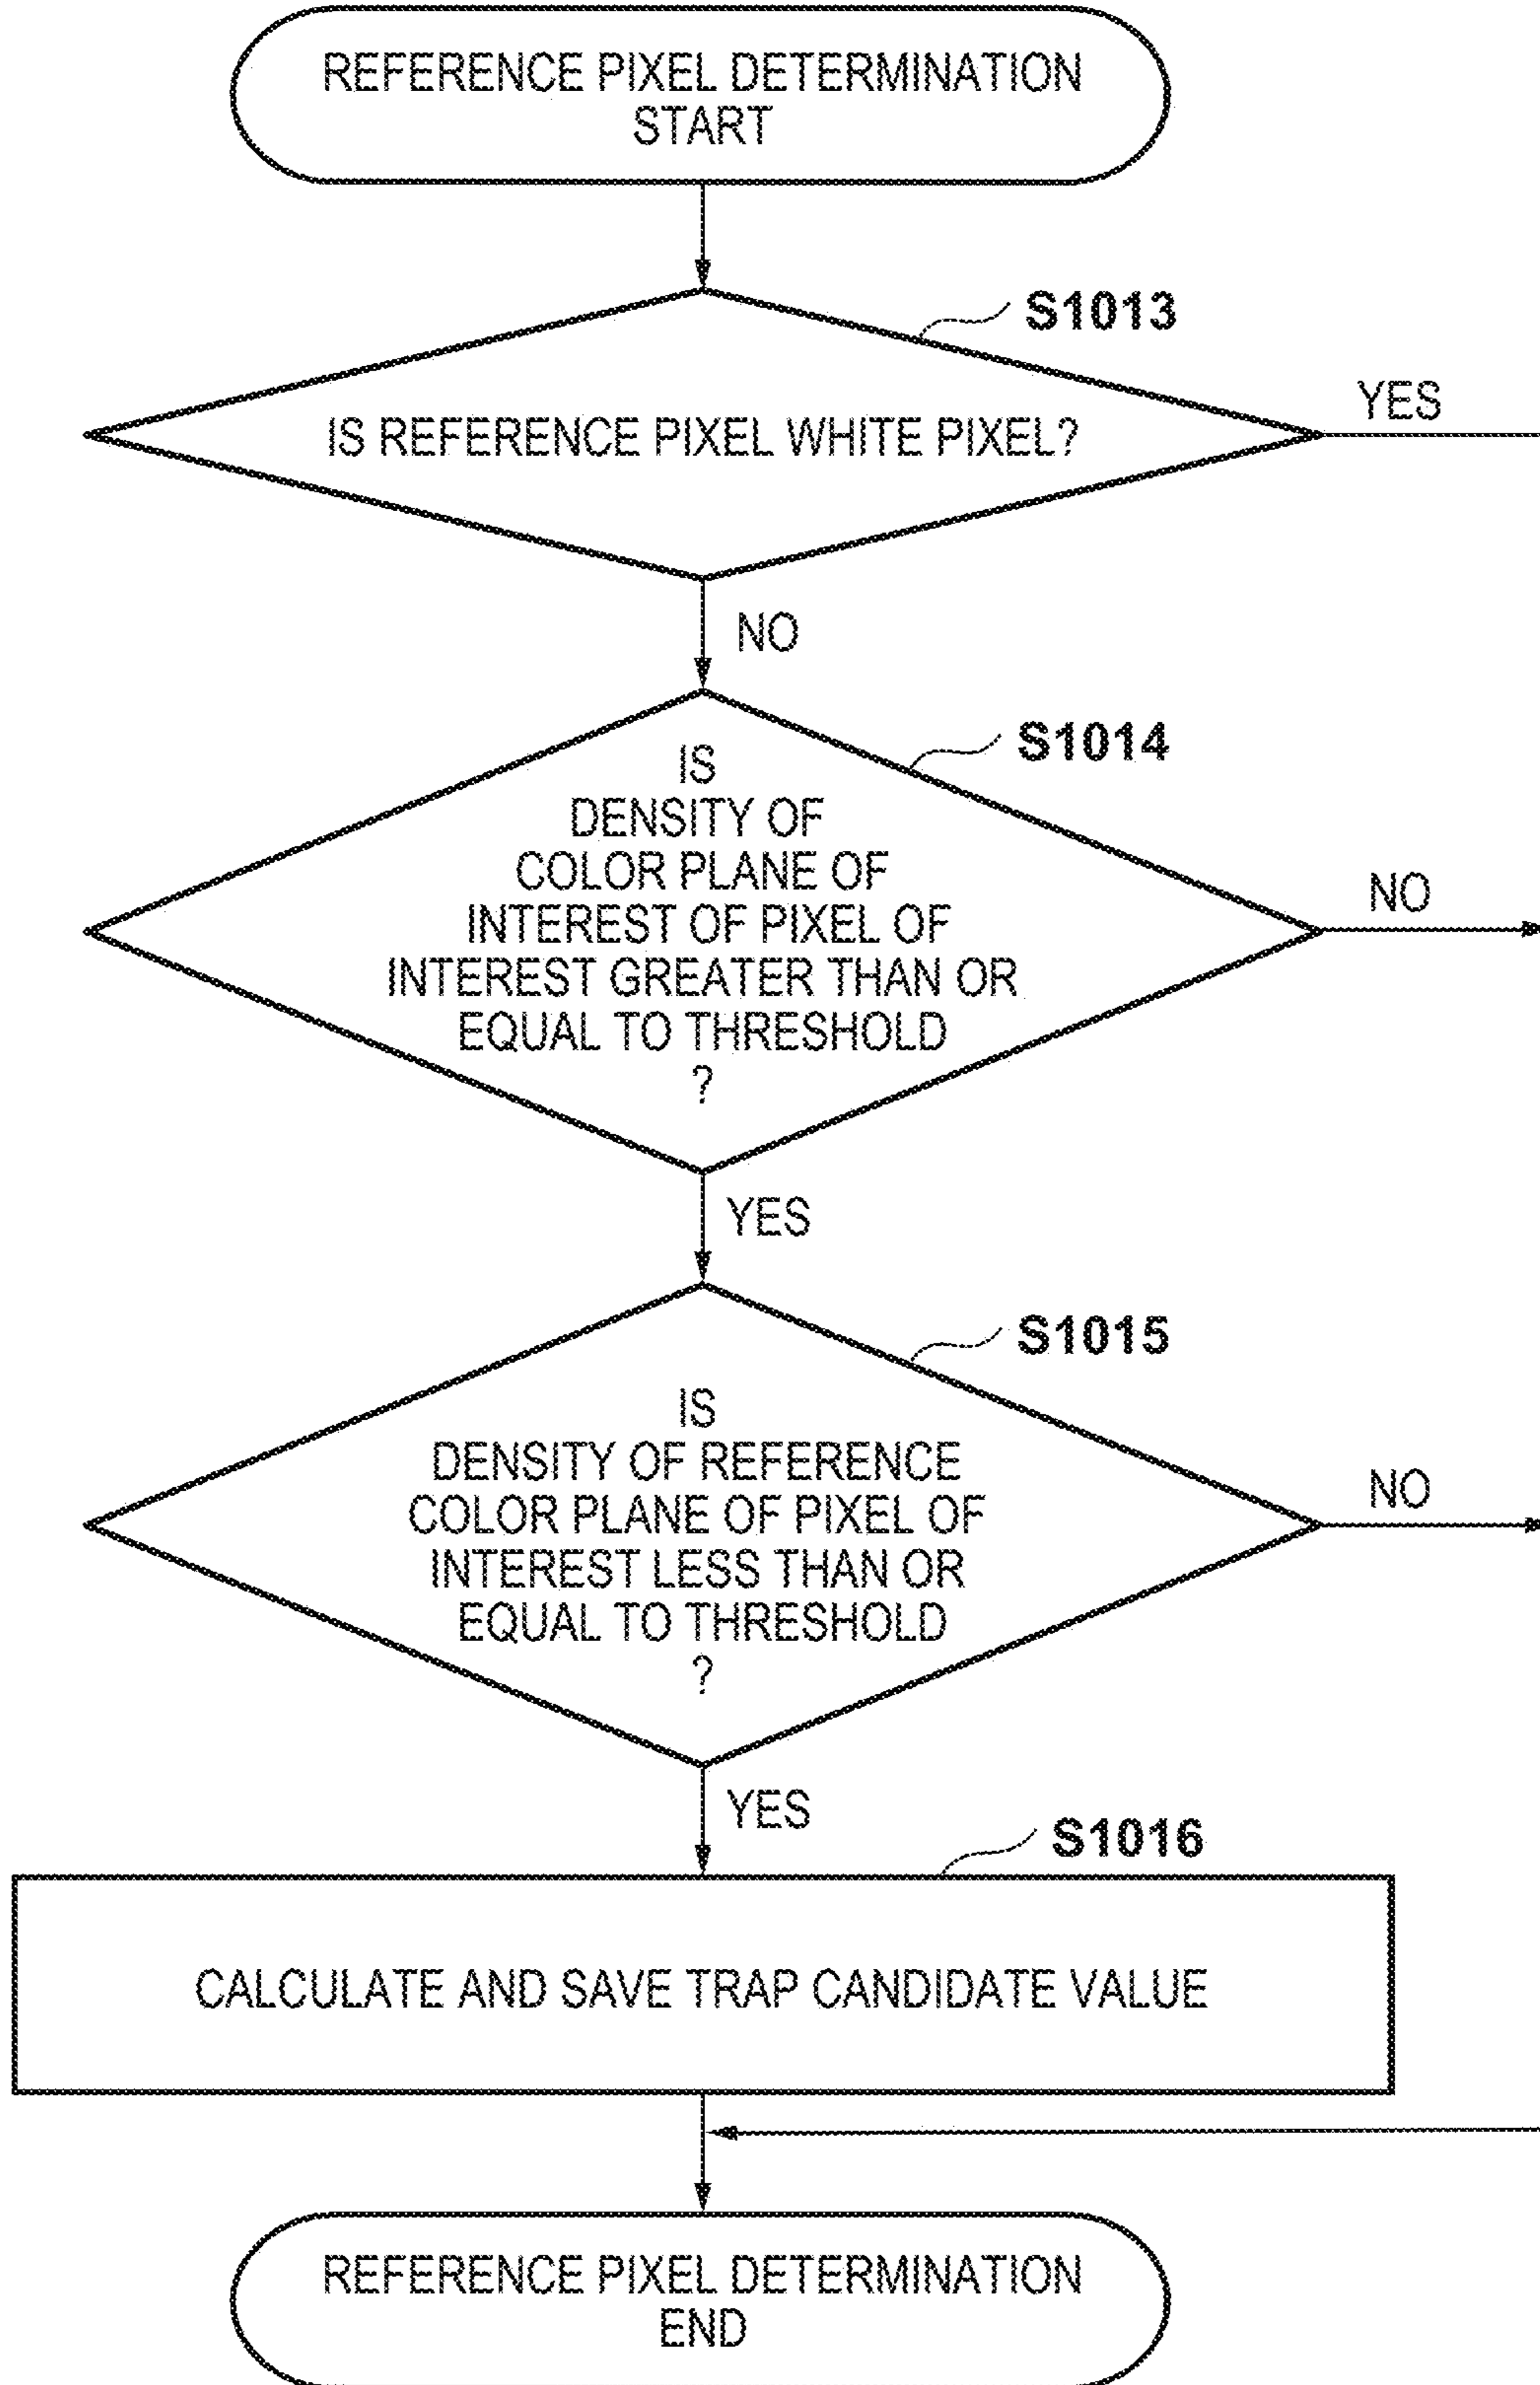 REFERENCE PIXEL DETERMINATION
START
S1013
YES
IS REFERENCE PIXEL WHITE PIXEL?
NO
S1014
IS
DENSITY OF
COLOR PLANE OF
INTEREST OF PIXEL OF
INTEREST GREATER THAN OR
EQUAL TO THRESHOLD
?
NO
YES
S1015
IS
DENSITY OF REFERENCE
COLOR PLANE OF PIXEL OF
INTEREST LESS THAN OR
EQUAL TO THRESHOLD
?
NO
YES
S1016
CALCULATE AND SAVE TRAP CANDIDATE VALUE
REFERENCE PIXEL DETERMINATION
END